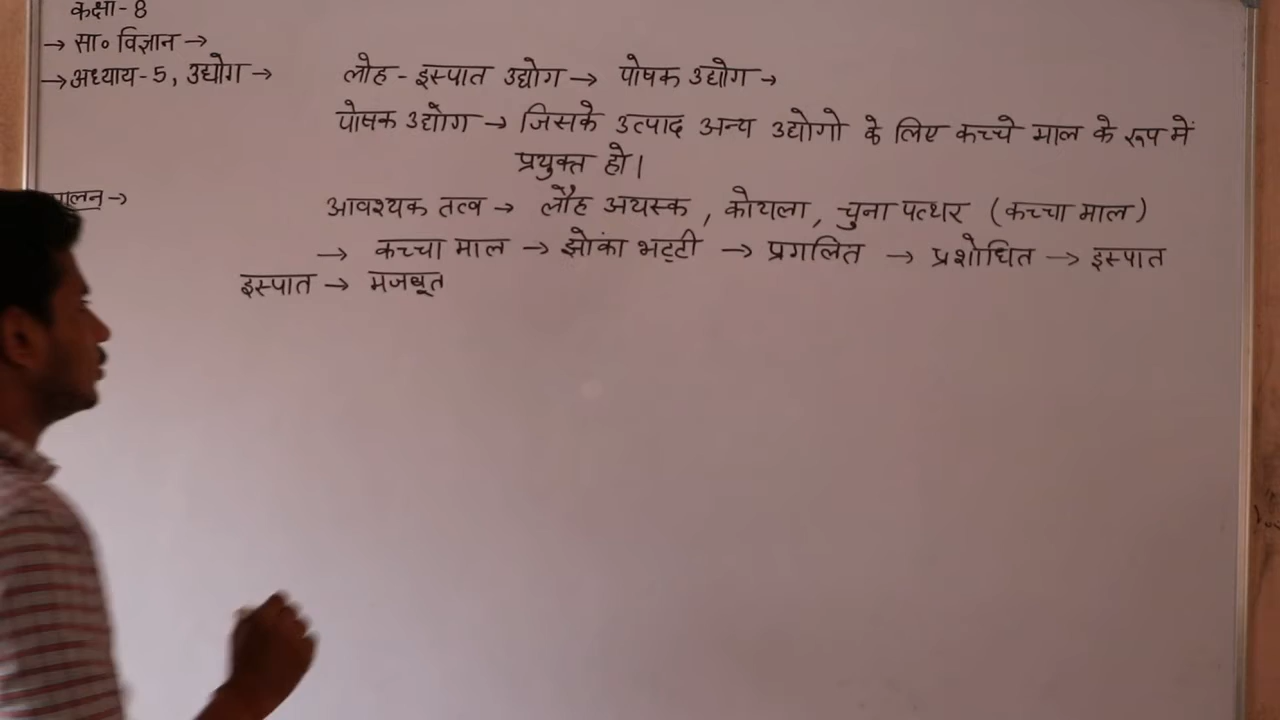 कक्षा-8
→ सा० विज्ञान →
→ अध्याय-5, उद्योग → लोह - इस्पात उद्योग → पोषक उद्योग →
पोषक उद्योग → जिसके उत्पाद अन्य उद्योगो के लिए कच्चे माल के रूप में
प्रयुक्त हो।
→
आवश्यक तत्व → लौह अयस्क , कोयला , चुना पत्थर (कच्चा माल)
→ कच्चा माल → झोंका भट्टी → प्रगलित → प्रशोधित → इस्पात
इस्पात → मजबूत